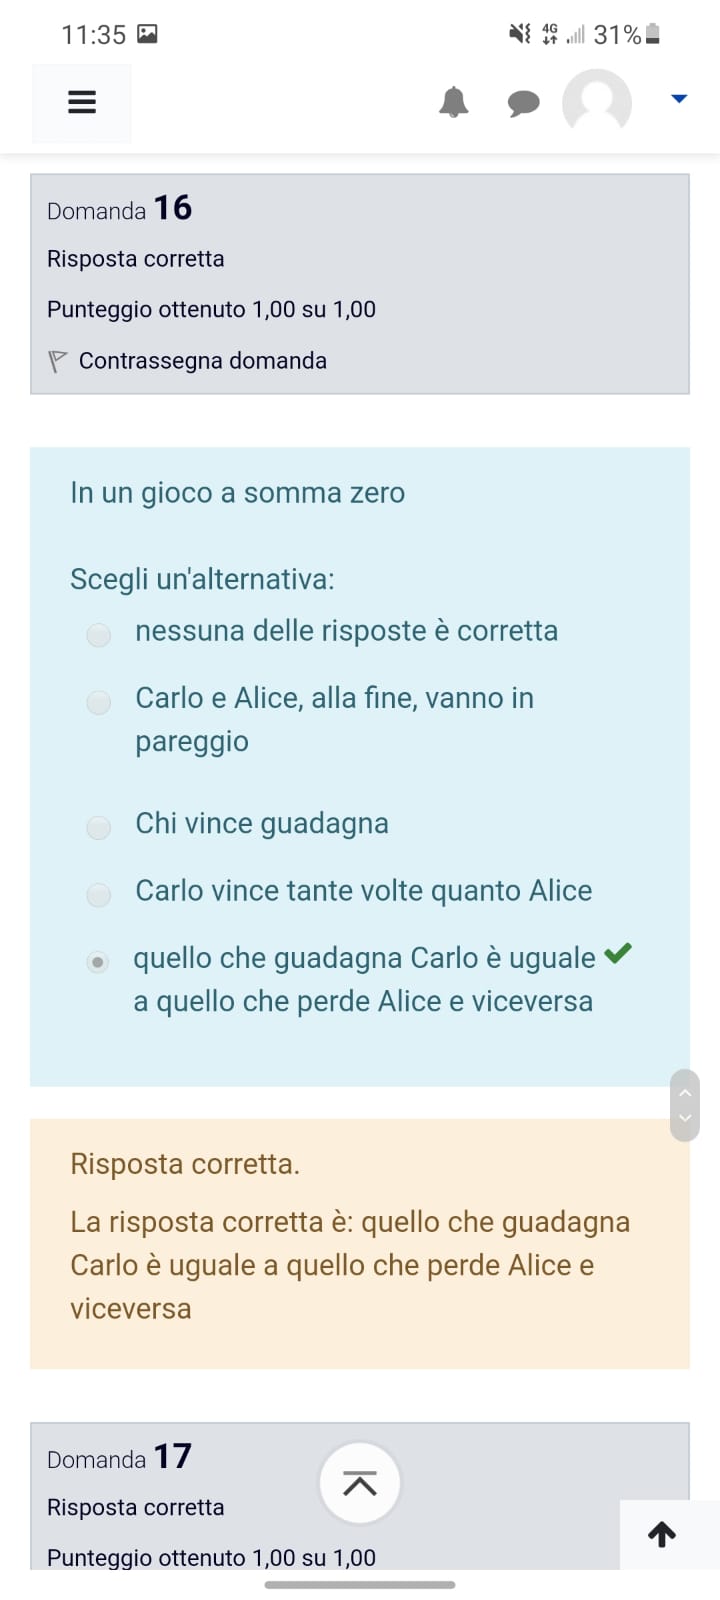 11:35 4G 31%
Domanda 16
Risposta corretta
Punteggio ottenuto 1,00 su 1,00
Contrassegna domanda
In un gioco a somma zero
Scegli un'alternativa:
nessuna delle risposte è corretta
Carlo e Alice, alla fine, vanno in
pareggio
Chi vince guadagna
Carlo vince tante volte quanto Alice
quello che guadagna Carlo è uguale
a quello che perde Alice e viceversa
Risposta corretta.
La risposta corretta è: quello che guadagna
Carlo è uguale a quello che perde Alice e
viceversa
Domanda 17
Risposta corretta
Punteggio ottenuto 1,00 su 1,00